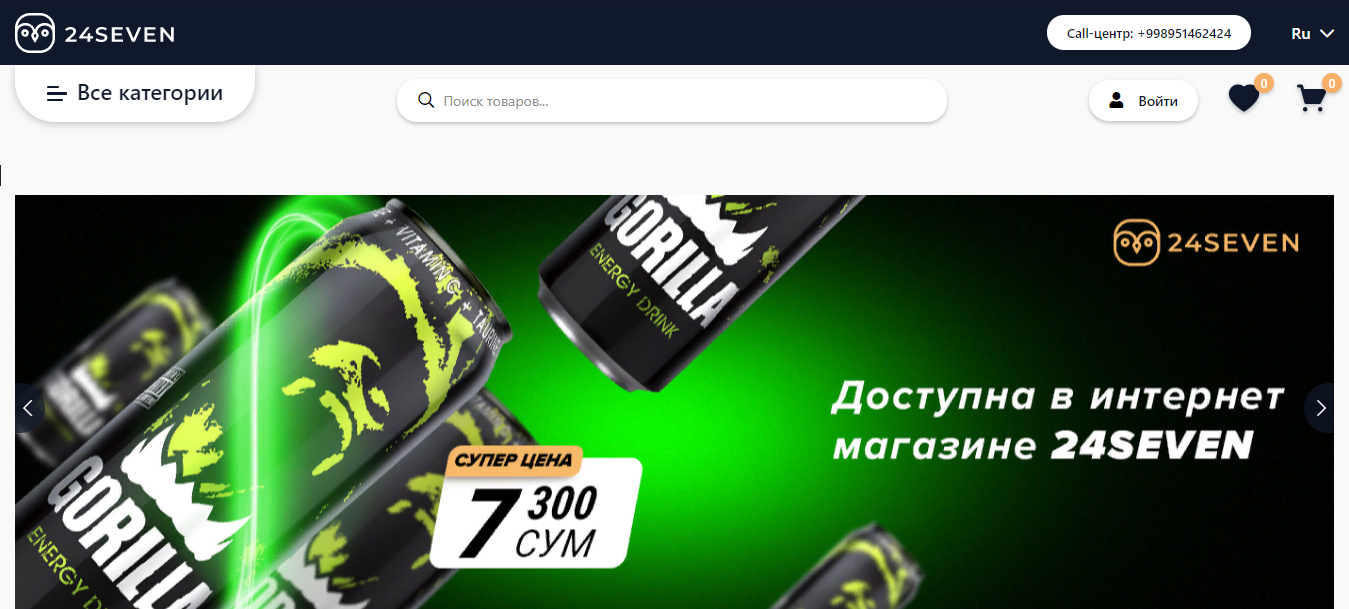 24SEVEN
Call-центр: +998951462424
Ru
Все категории
Поиск товаров...
Войти
0
0
24SEVEN
+ VITAMIN C + TAURINE
GORILLA
ENERGY DRINK
GORILLA
Доступна в интернет
магазине 24SEVEN
СУПЕР ЦЕНА
7 300
СУМ
GORILLA
ENERGY